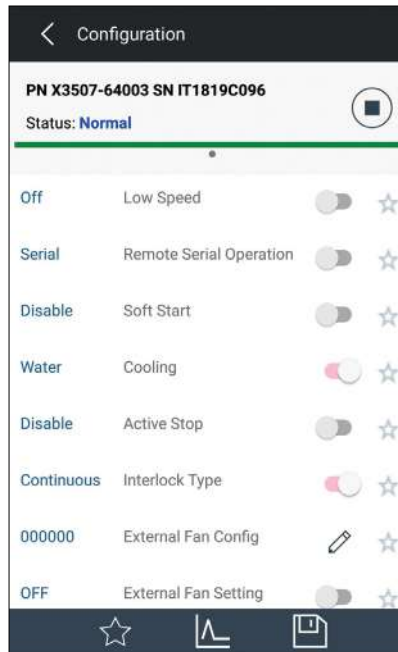 Configuration
PN X3507-64003 SN IT1819C096
Status: Normal
Off Low Speed
Serial Remote Serial Operation
Disable Soft Start
Water Cooling
Disable Active Stop
Continuous Interlock Type
000000 External Fan Config
OFF External Fan Setting